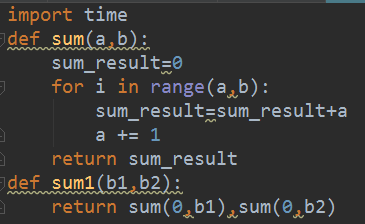 import time
def sum(a,b):
    sum_result=0
    for i in range(a,b):
        sum_result=sum_result+a
        a += 1
    return sum_result
def sum1(b1,b2):
    return sum(0,b1),sum(0,b2)